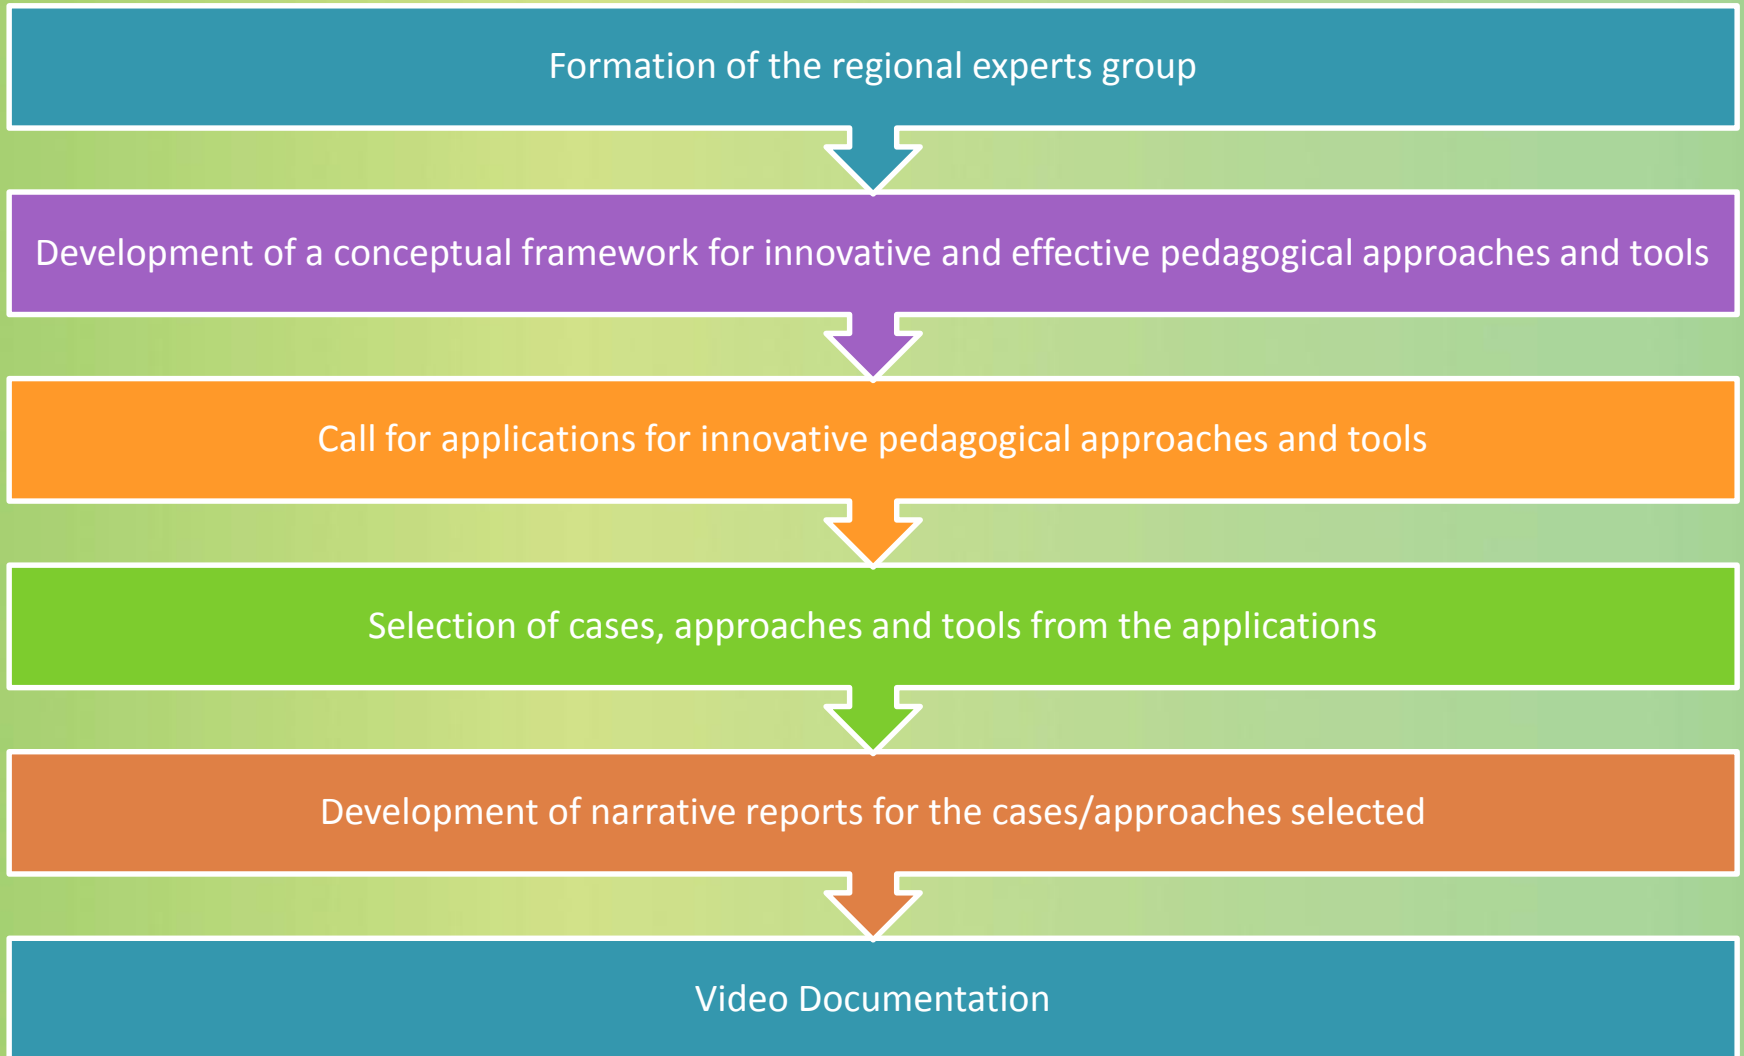 Formation of the regional experts group
Development of a conceptual framework for innovative and effective pedagogical approaches and tools
Call for applications for innovative pedagogical approaches and tools
Selection of cases, approaches and tools from the applications
Development of narrative reports for the cases/approaches selected
Video Documentation